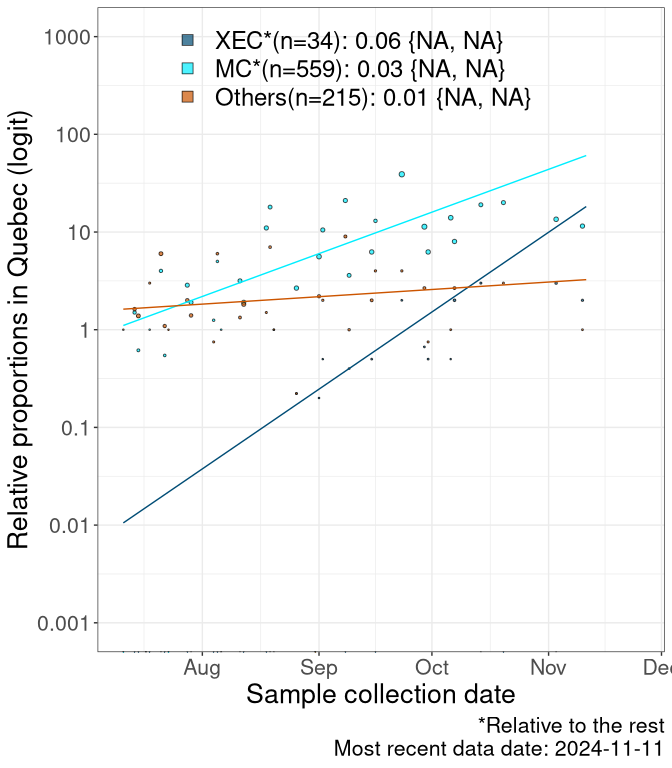 XEC*(n=34): 0.06 {NA, NA}
MC*(n=559): 0.03 {NA, NA}
Others(n=215): 0.01 {NA, NA}
Relative proportions in Quebec (logit)
1000
100
10
1
0.1
0.01
0.001
Aug Sep Oct Nov Dec
Sample collection date
*Relative to the rest
Most recent data date: 2024-11-11